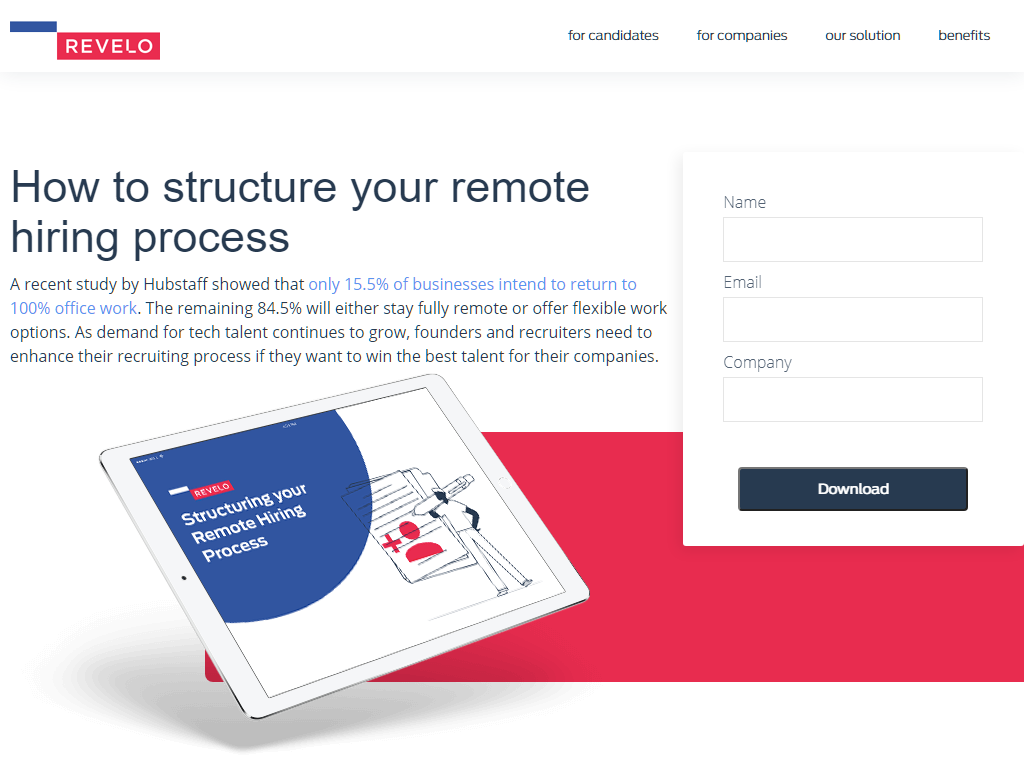 REVELO
for candidates
for companies
our solution
benefits
How to structure your remote
hiring process
A recent study by Hubstaff showed that only 15.5% of businesses intend to return to
100% office work. The remaining 84.5% will either stay fully remote or offer flexible work
options. As demand for tech talent continues to grow, founders and recruiters need to
enhance their recruiting process if they want to win the best talent for their companies.
Name
Email
Company
Download
REVELO
Structuring your
Remote Hiring
Process